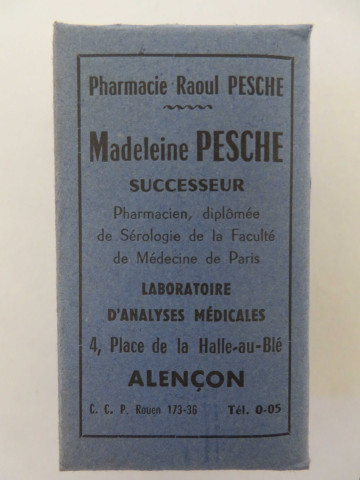 Pharmacie Raoul PESCHE
Madeleine PESCHE
SUCCESSEUR
Pharmacien, diplômée
de Sérologie de la Faculté
de Médecine de Paris
LABORATOIRE
D'ANALYSES MÉDICALES
4, Place de la Halle-au-Blé
ALENÇON
C. C. P. Rouen 173-36 Tél. 0-05